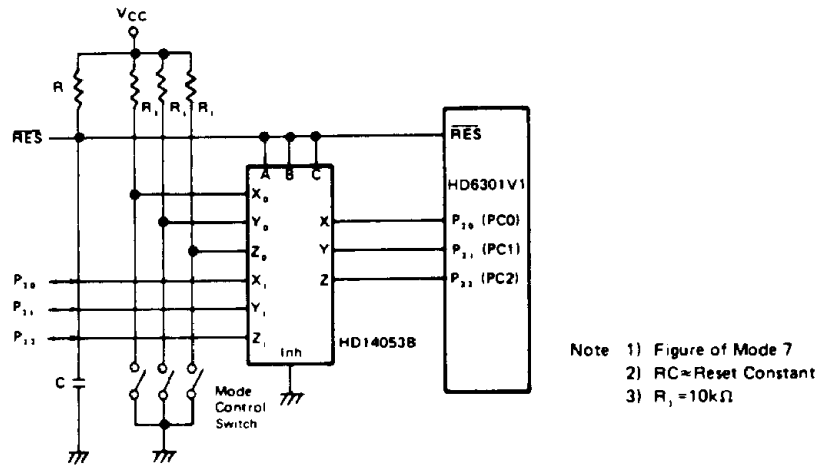 VCC
R
R₁ R₁ R₁
RES
A B C
RES
HD6301V1
X₀
Y₀
Z₀
X
Y
Z
P₂₀ (PC0)
P₂₁ (PC1)
P₂₂ (PC2)
P₂₀
P₂₁
P₂₂
X₁
Y₁
Z₁
Inh
HD14053B
C
Mode
Control
Switch
Note 1) Figure of Mode 7
2) RC≈Reset Constant
3) R₁ =10kΩ